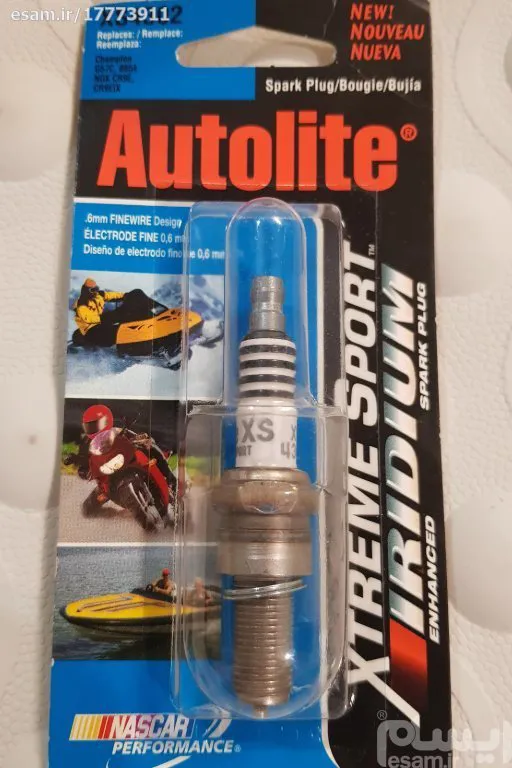 esam.ir/17773911
Replaces: / Remplace:
Reemplaza:
Champion
NEW!
NOUVEAU
NUEVA
Spark Plug/Bougie/Bujía
Autolite®
.6mm FINEWIRE Design
ÉLECTRODE FINE 0,6 m
Diseño de electrodo fino de 0,6 mm
XS
XTREME SPORT™
IRIDIUM
ENHANCED SPARK PLUG
NASCAR
PERFORMANCE®
ایسام®
esam.ir